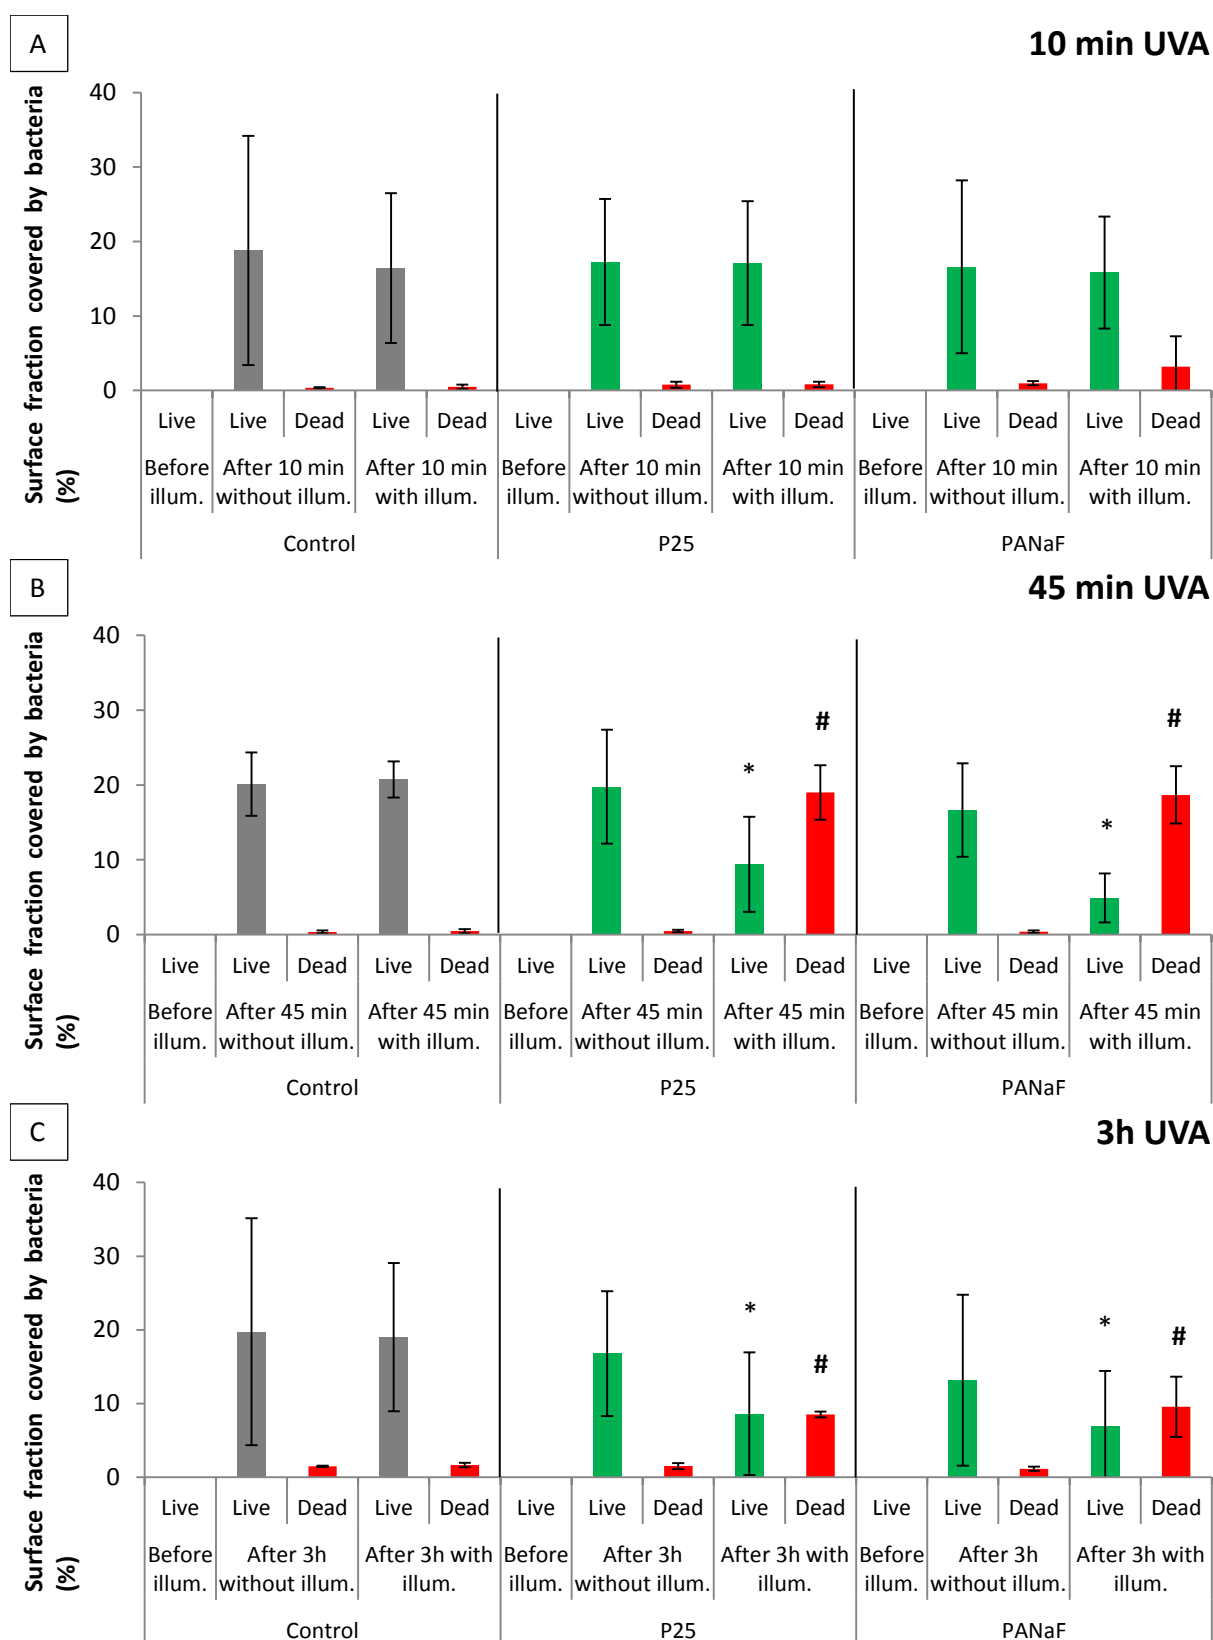 A
10 min UVA
Surface fraction covered by bacteria
(%)
40
30
20
10
0
Live Live Dead Live Dead Live Live Dead Live Dead Live Live Dead Live Dead
Before After 10 min After 10 min Before After 10 min After 10 min Before After 10 min After 10 min
illum. without illum. with illum. illum. without illum. with illum. illum. without illum. with illum.
Control P25 PANaF
B
45 min UVA
Surface fraction covered by bacteria
(%)
40
30
20
10
0
# #
* *
Live Live Dead Live Dead Live Live Dead Live Dead Live Live Dead Live Dead
Before After 45 min After 45 min Before After 45 min After 45 min Before After 45 min After 45 min
illum. without illum. with illum. illum. without illum. with illum. illum. without illum. with illum.
Control P25 PANaF
C
3h UVA
Surface fraction covered by bacteria
(%)
40
30
20
10
0
* *
# #
Live Live Dead Live Dead Live Live Dead Live Dead Live Live Dead Live Dead
Before After 3h After 3h with Before After 3h After 3h with Before After 3h After 3h with
illum. without illum. illum. illum. without illum. illum. illum. without illum. illum.
Control P25 PANaF